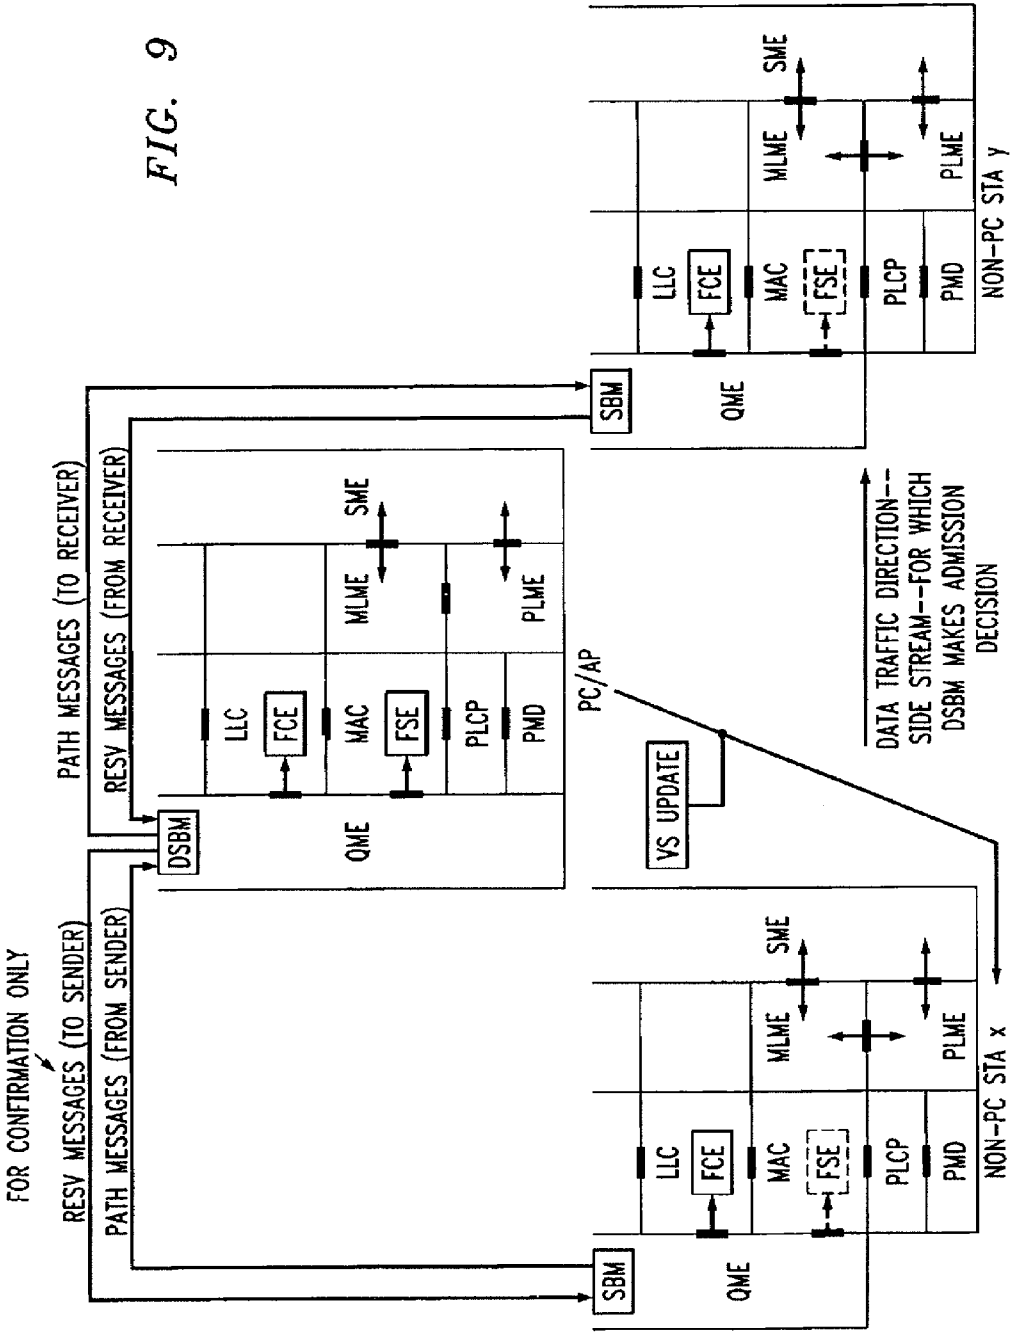 FIG. 9
FOR CONFIRMATION ONLY
RESV MESSAGES (TO SENDER)
PATH MESSAGES (FROM SENDER)
PATH MESSAGES (TO RECEIVER)
RESV MESSAGES (FROM RECEIVER)
DSBM
QME
LLC
FCE
MAC
FSE
PLCP
PMD
MLME
SME
PLME
PC/AP
VS UPDATE
SBM
QME
LLC
FCE
MAC
FSE
PLCP
PMD
MLME
SME
PLME
NON-PC STA x
DATA TRAFFIC DIRECTION--
SIDE STREAM--FOR WHICH
DSBM MAKES ADMISSION
DECISION
SBM
QME
LLC
FCE
MAC
FSE
PLCP
PMD
MLME
SME
PLME
NON-PC STA y